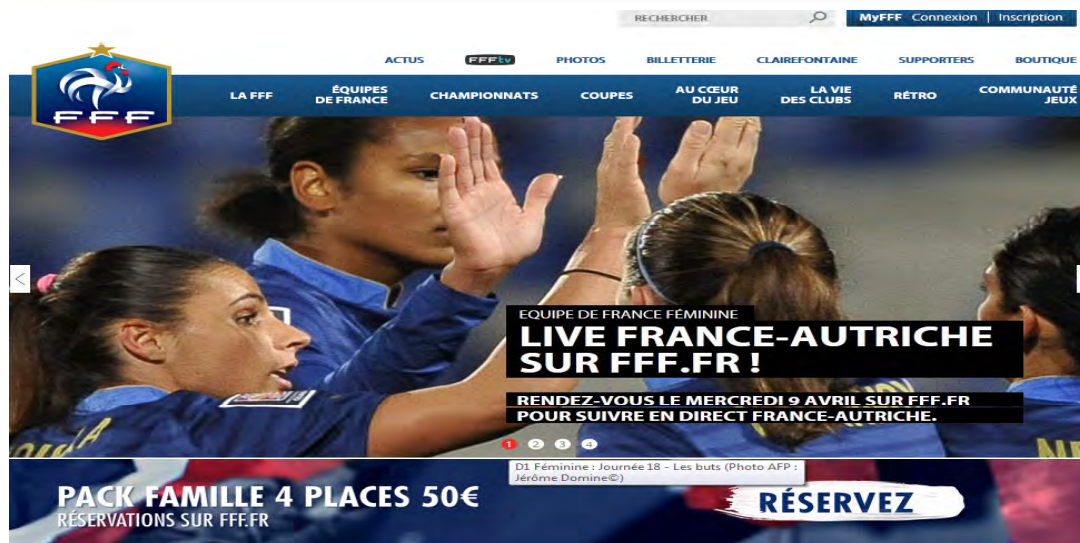 RECHERCHER
MyFFF Connexion | Inscription
ACTUS FFFtv PHOTOS BILLETTERIE CLAIREFONTAINE SUPPORTERS BOUTIQUE
FFF
LA FFF
ÉQUIPES
DE FRANCE
CHAMPIONNATS
COUPES
AU CŒUR
DU JEU
LA VIE
DES CLUBS
RÉTRO
COMMUNAUTÉ
JEUX
<
EQUIPE DE FRANCE FÉMININE
LIVE FRANCE-AUTRICHE
SUR FFF.FR !
RENDEZ-VOUS LE MERCREDI 9 AVRIL SUR FFF.FR
POUR SUIVRE EN DIRECT FRANCE-AUTRICHE.
1 2 3 4
D1 Féminine : Journée 18 - Les buts (Photo AFP :
Jérôme Domine©)
PACK FAMILLE 4 PLACES 50€
RÉSERVATIONS SUR FFF.FR
RÉSERVEZ